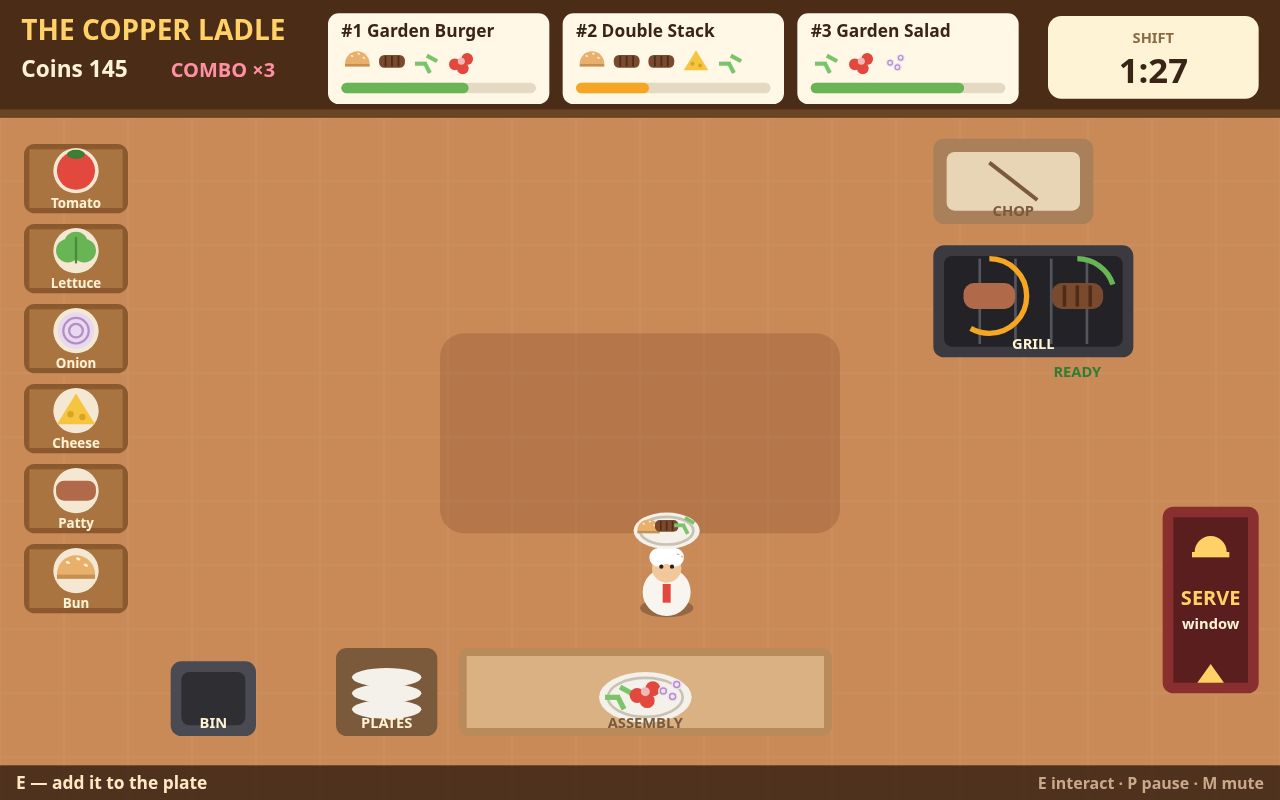 THE COPPER LADLE
Coins 145 COMBO ×3
#1 Garden Burger
#2 Double Stack
#3 Garden Salad
SHIFT
1:27
Tomato
Lettuce
Onion
Cheese
Patty
Bun
CHOP
GRILL
READY
SERVE
window
BIN
PLATES
ASSEMBLY
E — add it to the plate
E interact · P pause · M mute